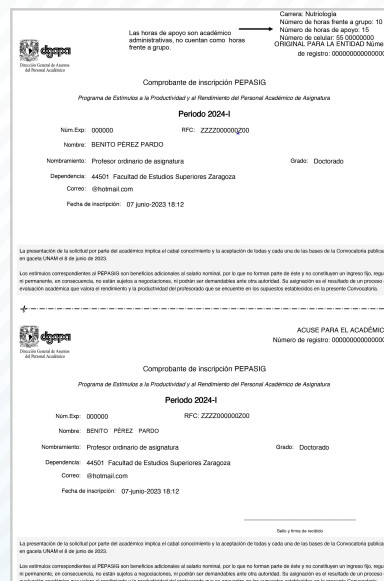 Carrera: Nutriología
Las horas de apoyo son académico
administrativas, no cuentan como horas
frente a grupo.
Número de horas frente a grupo: 10
Número de horas de apoyo: 15
Número de celular: 55 00000000
ORIGINAL PARA LA ENTIDAD Núme
de registro: 00000000000000
dgapa
Dirección General de Asuntos
del Personal Académico
Comprobante de inscripción PEPASIG
Programa de Estímulos a la Productividad y al Rendimiento del Personal Académico de Asignatura
Periodo 2024-I
Núm.Exp: 000000 RFC: ZZZZ000000Z00
Nombre: BENITO PÉREZ PARDO
Nombramiento: Profesor ordinario de asignatura Grado: Doctorado
Dependencia: 44501 Facultad de Estudios Superiores Zaragoza
Correo: @hotmail.com
Fecha de inscripción: 07 junio-2023 18:12
La presentación de la solicitud por parte del académico implica el cabal conocimiento y la aceptación de todas y cada una de las bases de la Convocatoria publica
en gaceta UNAM el 8 de junio de 2023.
Los estímulos correspondientes al PEPASIG son beneficios adicionales al salario nominal, por lo que no forman parte de éste y no constituyen un ingreso fijo, regu
ni permanente, en consecuencia, no están sujetos a negociaciones, ni podrán ser demandables ante otra autoridad. Su asignación es el resultado de un proceso
evaluación académica que valora el rendimiento y la productividad del profesorado que se encuentre en los supuestos establecidos en la presente Convocatoria.
ACUSE PARA EL ACADÉMIC
Número de registro: 00000000000000
dgapa
Dirección General de Asuntos
del Personal Académico
Comprobante de inscripción PEPASIG
Programa de Estímulos a la Productividad y al Rendimiento del Personal Académico de Asignatura
Periodo 2024-I
Núm.Exp: 000000 RFC: ZZZZ000000Z00
Nombre: BENITO PÉREZ PARDO
Nombramiento: Profesor ordinario de asignatura Grado: Doctorado
Dependencia: 44501 Facultad de Estudios Superiores Zaragoza
Correo: @hotmail.com
Fecha de inscripción: 07-junio-2023 18:12
Sello y firma de recibido
La presentación de la solicitud por parte del académico implica el cabal conocimiento y la aceptación de todas y cada una de las bases de la Convocatoria publica
en gaceta UNAM el 8 de junio de 2023.
Los estímulos correspondientes al PEPASIG son beneficios adicionales al salario nominal, por lo que no forman parte de éste y no constituyen un ingreso fijo, regu
ni permanente, en consecuencia, no están sujetos a negociaciones, ni podrán ser demandables ante otra autoridad. Su asignación es el resultado de un proceso